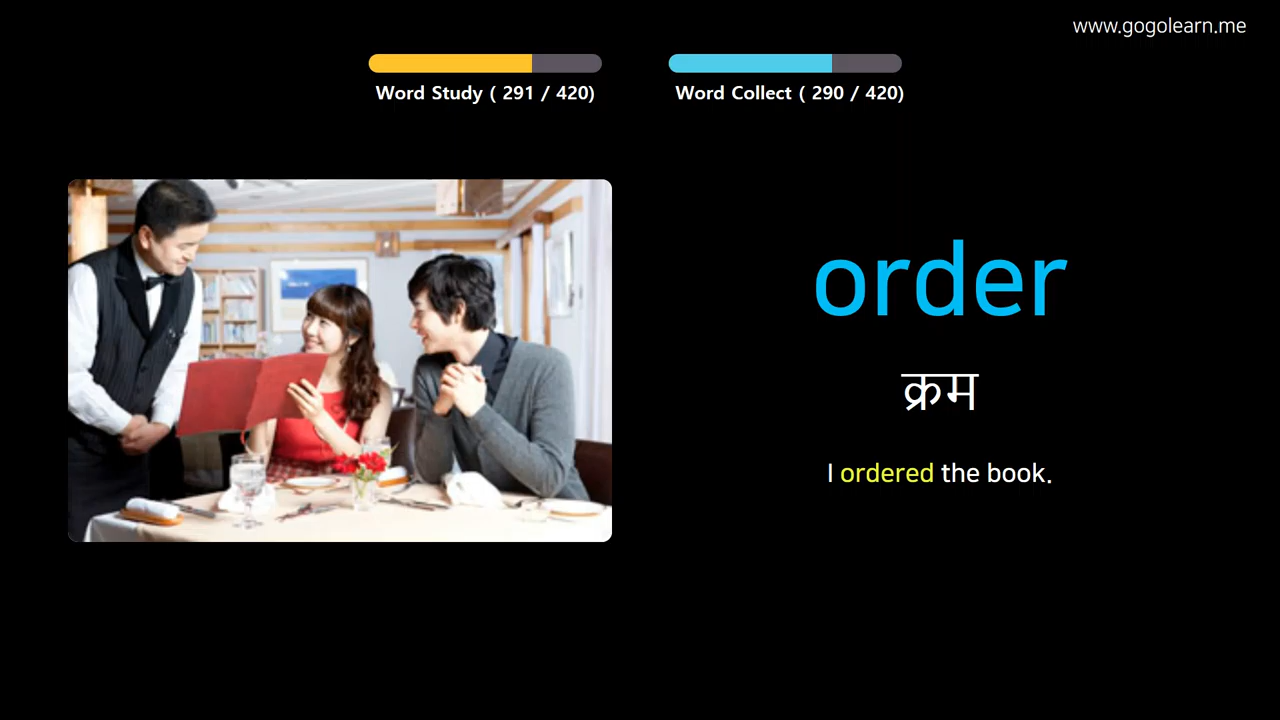 www.gogolearn.me
Word Study ( 291 / 420)
Word Collect ( 290 / 420)
order
क्रम
I ordered the book.